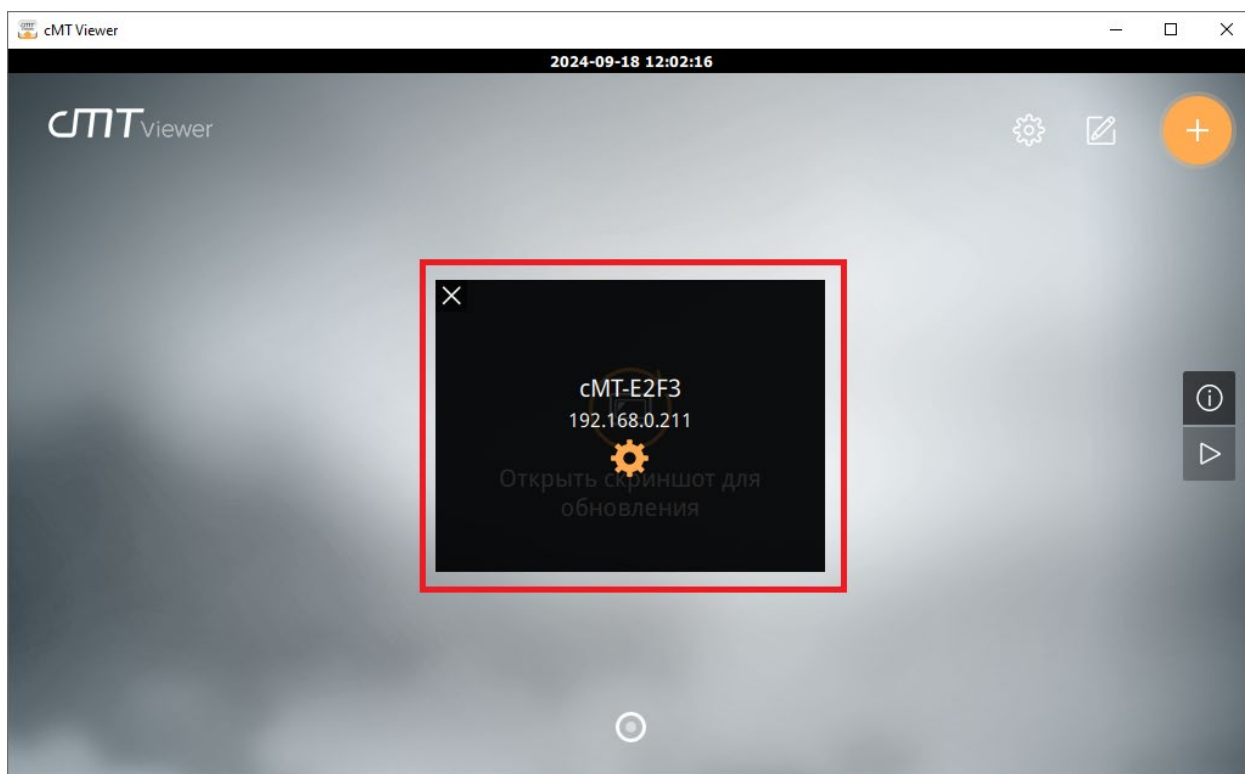 cMT Viewer
2024-09-18 12:02:16
cMT Viewer
cMT-E2F3
192.168.0.211
Открыть скриншот для
обновления